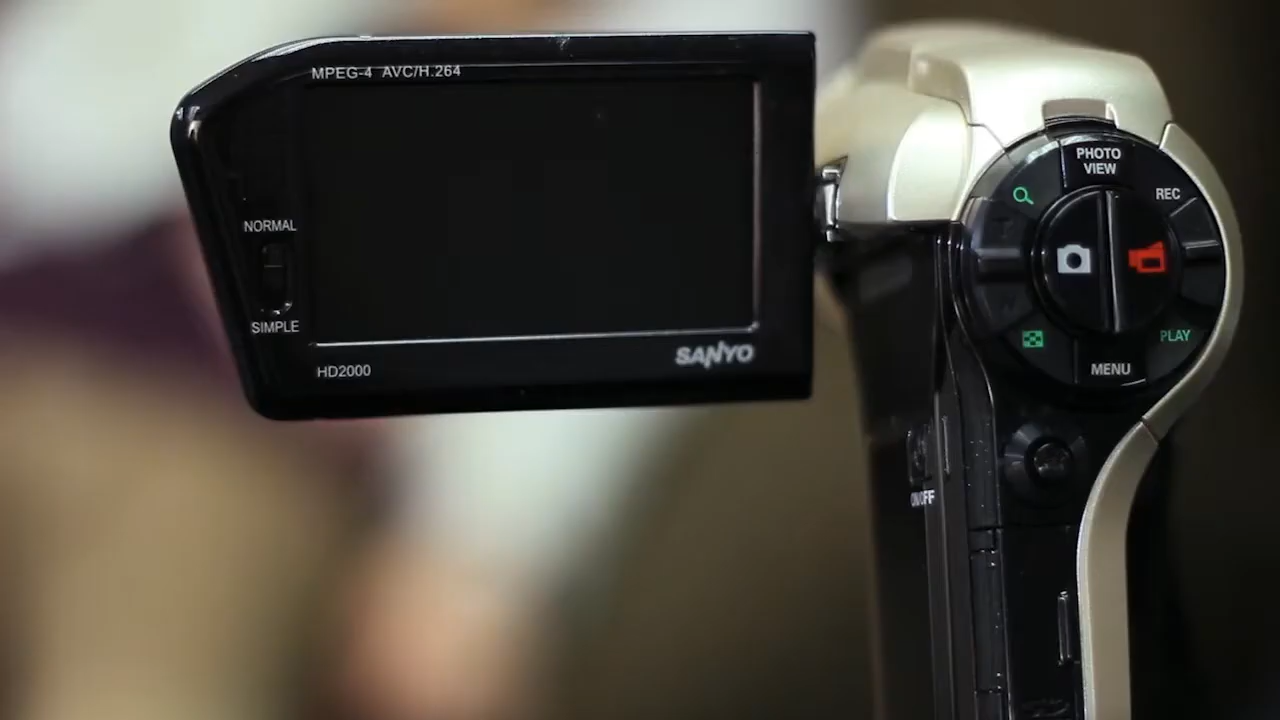 MPEG-4 AVC/H.264
NORMAL
SIMPLE
HD2000
SANYO
PHOTO
VIEW
REC
PLAY
MENU
ON/OFF